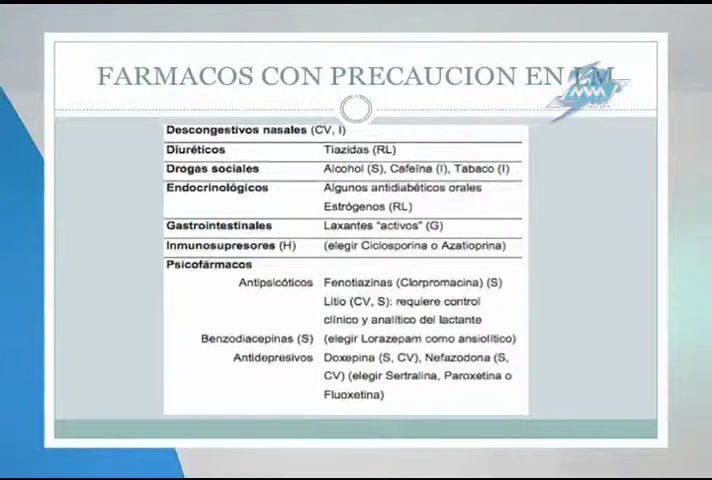 FARMACOS CON PRECAUCION EN LM
Descongestivos nasales (CV, I)
Diuréticos Tiazidas (RL)
Drogas sociales Alcohol (S), Cafeína (I), Tabaco (I)
Endocrinológicos Algunos antidiabéticos orales
Estrógenos (RL)
Gastrointestinales Laxantes "activos" (G)
Inmunosupresores (H) (elegir Ciclosporina o Azatioprina)
Psicofármacos
Antipsicóticos Fenotiazinas (Clorpromacina) (S)
Litio (CV, S): requiere control
clínico y analítico del lactante
Benzodiacepinas (S) (elegir Lorazepam como ansiolítico)
Antidepresivos Doxepina (S, CV), Nefazodona (S,
CV) (elegir Sertralina, Paroxetina o
Fluoxetina)